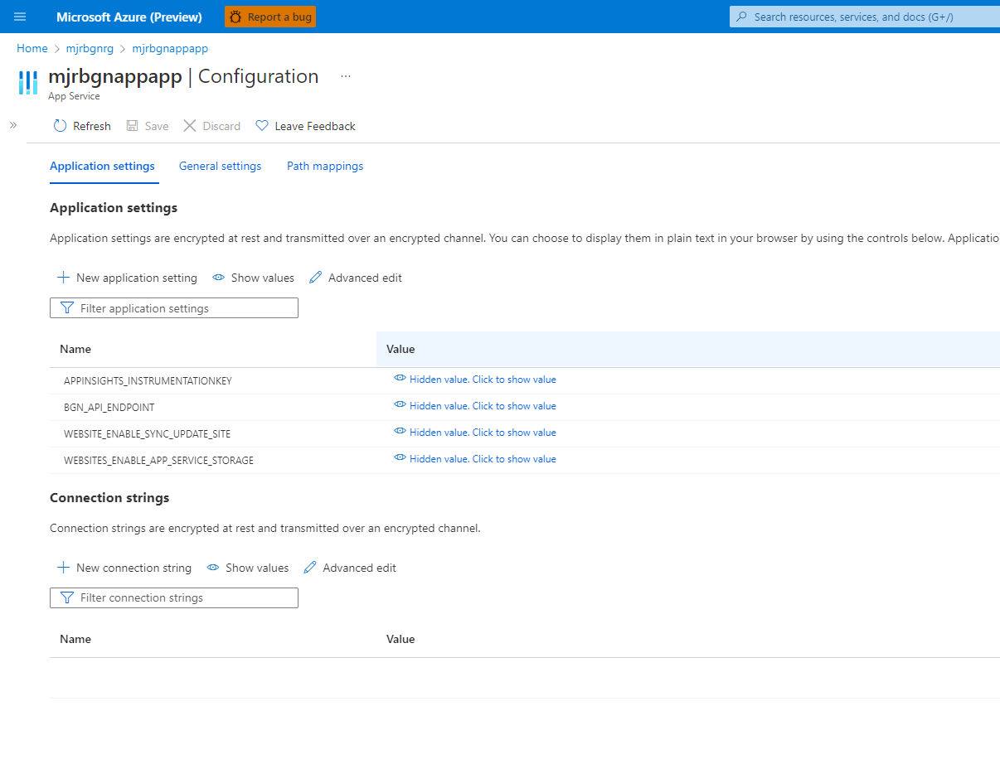 Microsoft Azure (Preview) Report a bug Search resources, services, and docs (G+/)
Home > mjrbgnrg > mjrbgnappapp
mjrbgnappapp | Configuration ...
App Service
» Refresh Save Discard Leave Feedback
Application settings General settings Path mappings
Application settings
Application settings are encrypted at rest and transmitted over an encrypted channel. You can choose to display them in plain text in your browser by using the controls below. Applicatio
New application setting Show values Advanced edit
Filter application settings
Name Value
APPINSIGHTS_INSTRUMENTATIONKEY Hidden value. Click to show value
BGN_API_ENDPOINT Hidden value. Click to show value
WEBSITE_ENABLE_SYNC_UPDATE_SITE Hidden value. Click to show value
WEBSITES_ENABLE_APP_SERVICE_STORAGE Hidden value. Click to show value
Connection strings
Connection strings are encrypted at rest and transmitted over an encrypted channel.
New connection string Show values Advanced edit
Filter connection strings
Name Value